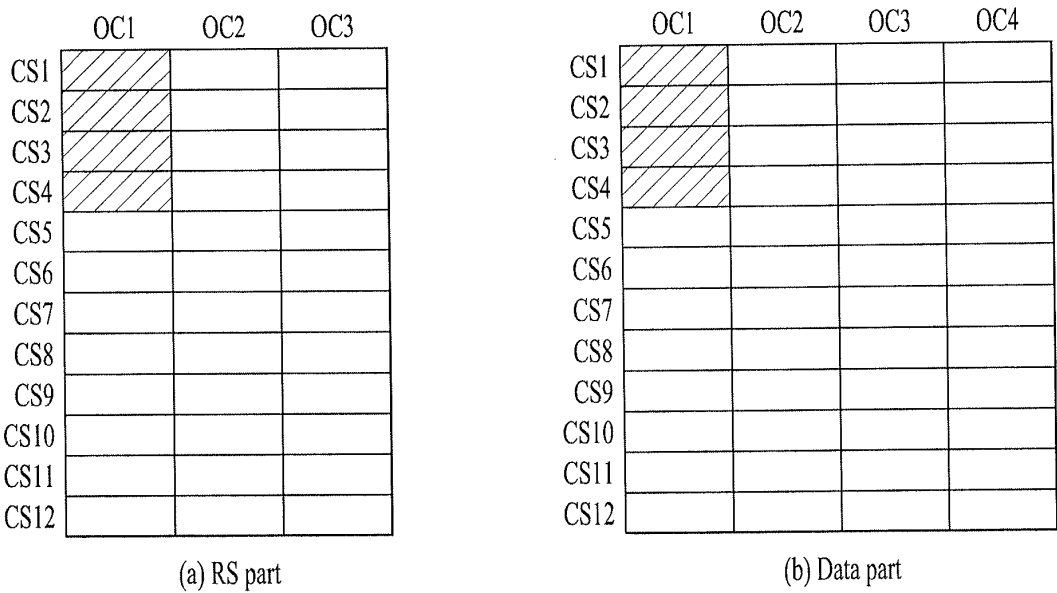 OC1 OC2 OC3
CS1
CS2
CS3
CS4
CS5
CS6
CS7
CS8
CS9
CS10
CS11
CS12
(a) RS part
OC1 OC2 OC3 OC4
CS1
CS2
CS3
CS4
CS5
CS6
CS7
CS8
CS9
CS10
CS11
CS12
(b) Data part